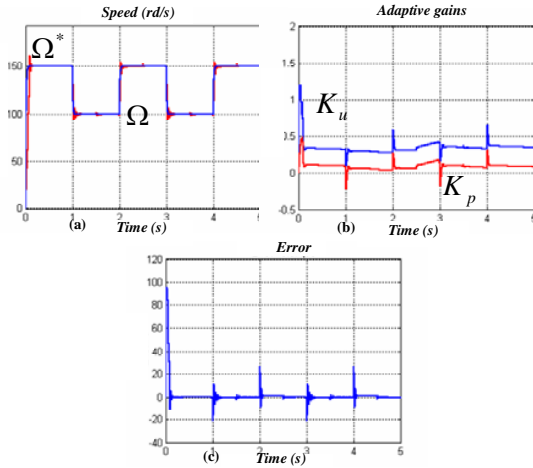 Speed (rd/s)
150
100
50
0
0 1 2 3 4 5
Ω*
Ω
(a) Time (s)
Adaptive gains
2
1.5
1
0.5
0
-0.5
0 1 2 3 4 5
K_u
K_p
(b) Time (s)
Error
120
100
80
60
40
20
0
-20
-40
0 1 2 3 4 5
(c) Time (s)